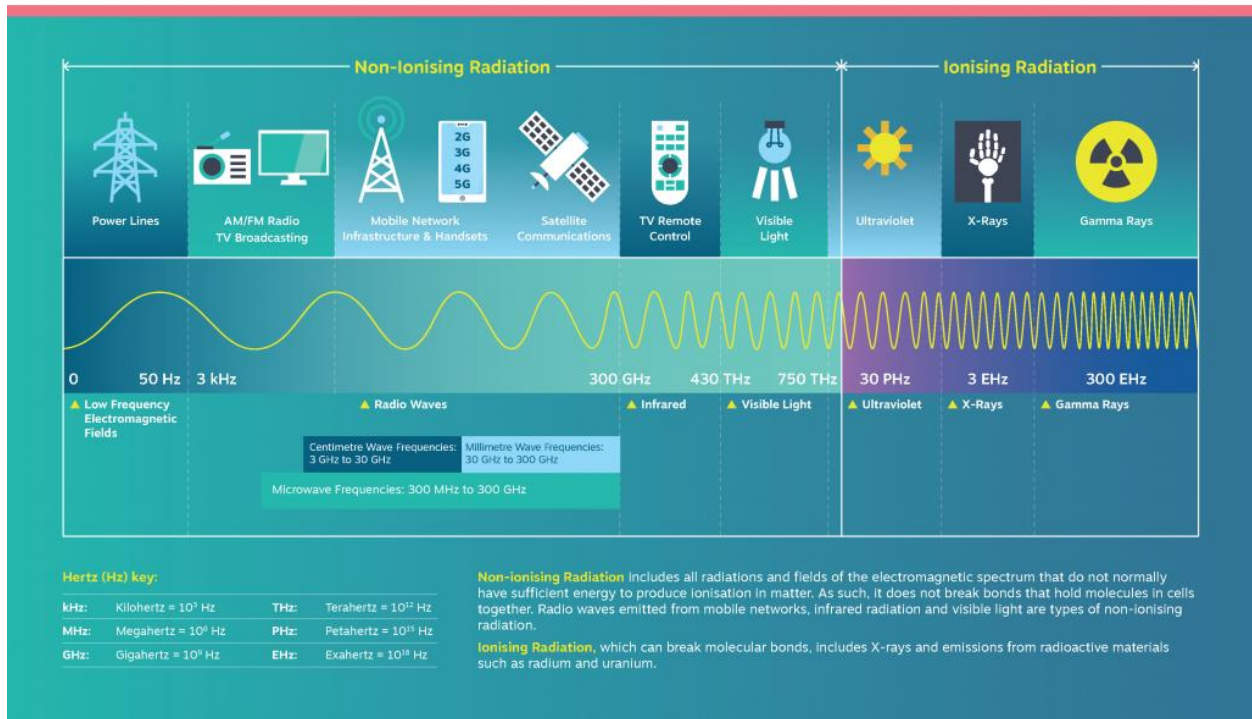 Non-Ionising Radiation
Ionising Radiation
2G
3G
4G
5G
Power Lines
AM/FM Radio
TV Broadcasting
Mobile Network
Infrastructure & Handsets
Satellite
Communications
TV Remote
Control
Visible
Light
Ultraviolet
X-Rays
Gamma Rays
0
50 Hz
3 kHz
300 GHz
430 THz
750 THz
30 PHz
3 EHz
300 EHz
Low Frequency
Electromagnetic
Fields
Radio Waves
Infrared
Visible Light
Ultraviolet
X-Rays
Gamma Rays
Centimetre Wave Frequencies:
3 GHz to 30 GHz
Millimetre Wave Frequencies:
30 GHz to 300 GHz
Microwave Frequencies: 300 MHz to 300 GHz
Hertz (Hz) key:
kHz: Kilohertz = 10³ Hz THz: Terahertz = 10¹² Hz
MHz: Megahertz = 10⁶ Hz PHz: Petahertz = 10¹⁵ Hz
GHz: Gigahertz = 10⁹ Hz EHz: Exahertz = 10¹⁸ Hz
Non-ionising Radiation includes all radiations and fields of the electromagnetic spectrum that do not normally
have sufficient energy to produce ionisation in matter. As such, it does not break bonds that hold molecules in cells
together. Radio waves emitted from mobile networks, infrared radiation and visible light are types of non-ionising
radiation.
Ionising Radiation, which can break molecular bonds, includes X-rays and emissions from radioactive materials
such as radium and uranium.